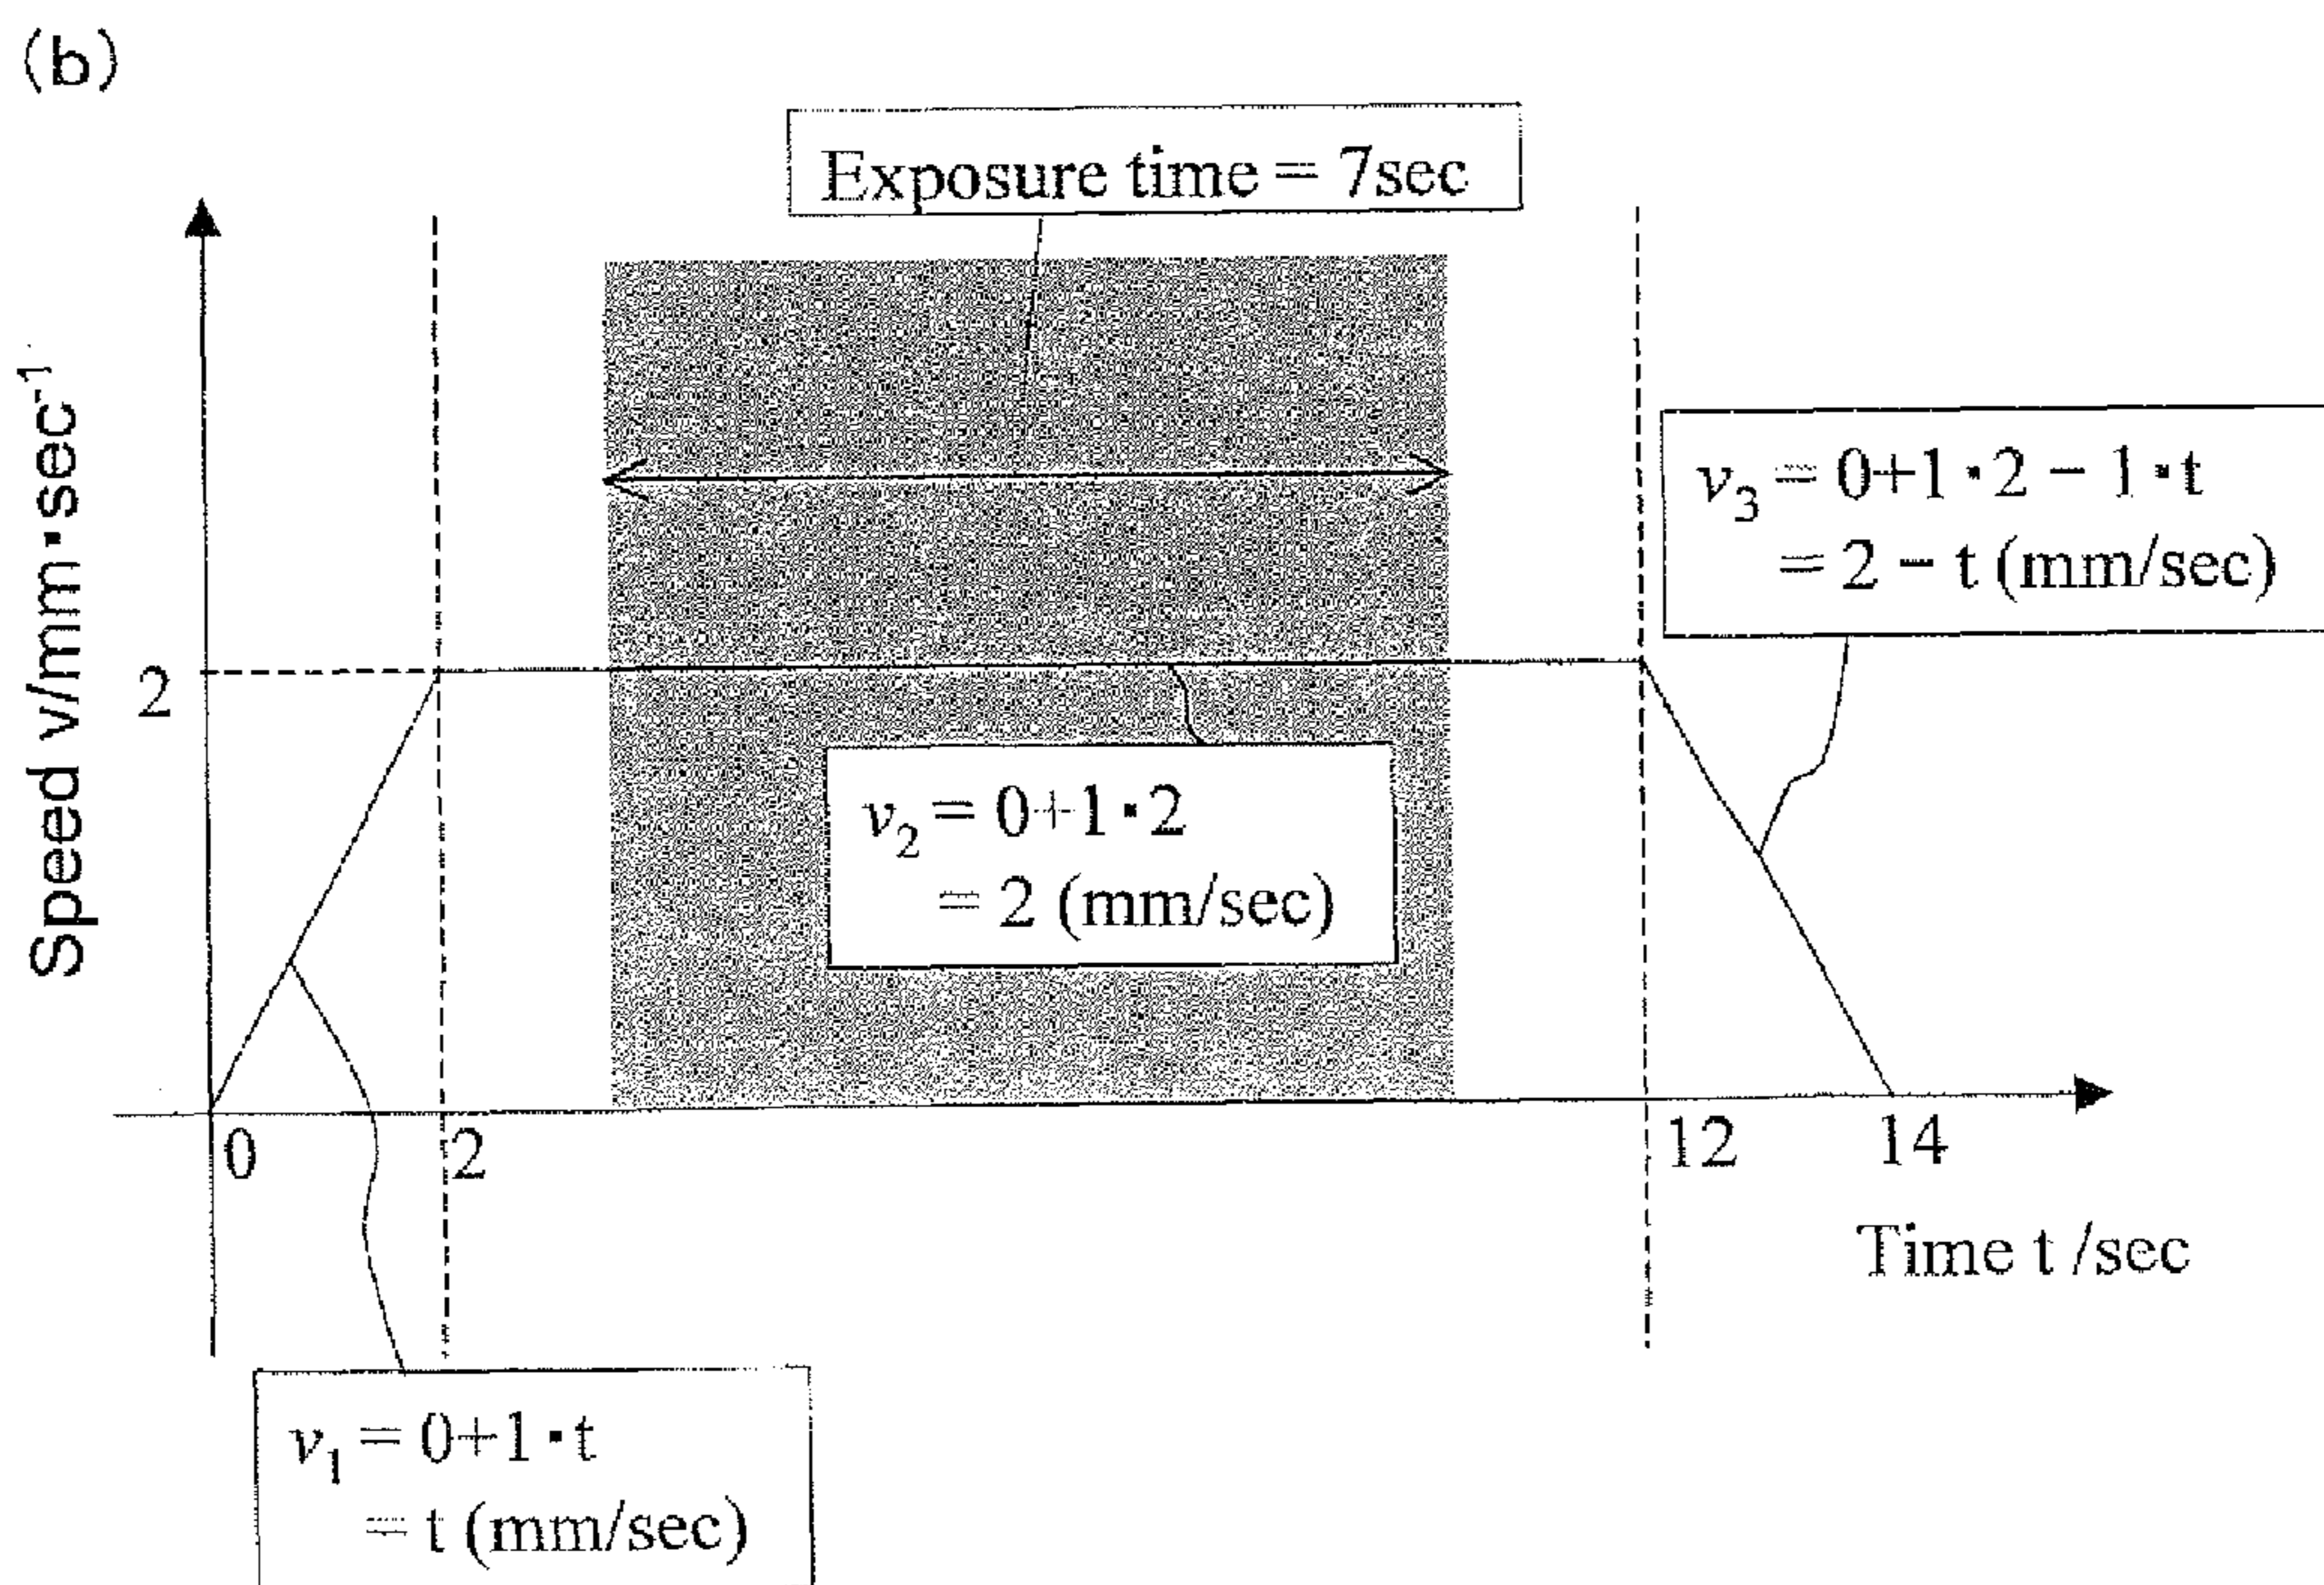 (b)
Exposure time = 7sec
Speed v/mm▪sec⁻¹
v₃ = 0+1▪2 − 1▪t
= 2 − t (mm/sec)
2
v₂ = 0+1▪2
= 2 (mm/sec)
0 2 12 14
Time t /sec
v₁ = 0+1▪t
= t (mm/sec)